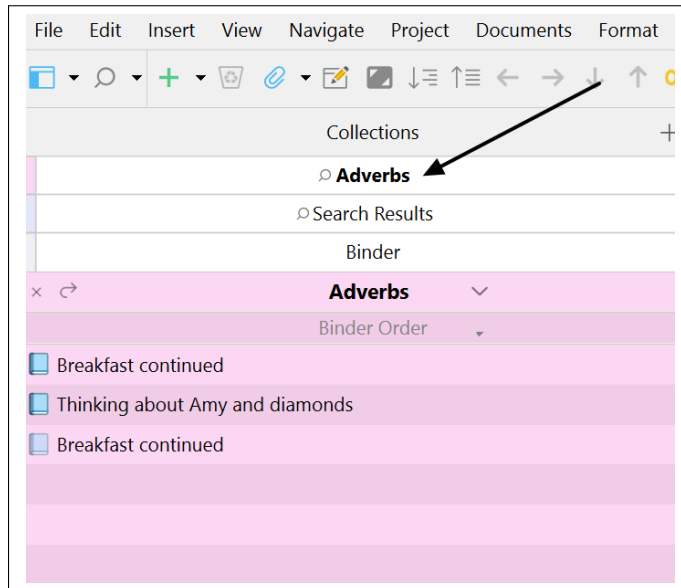 File Edit Insert View Navigate Project Documents Format
Collections
Adverbs
Search Results
Binder
Adverbs
Binder Order
Breakfast continued
Thinking about Amy and diamonds
Breakfast continued